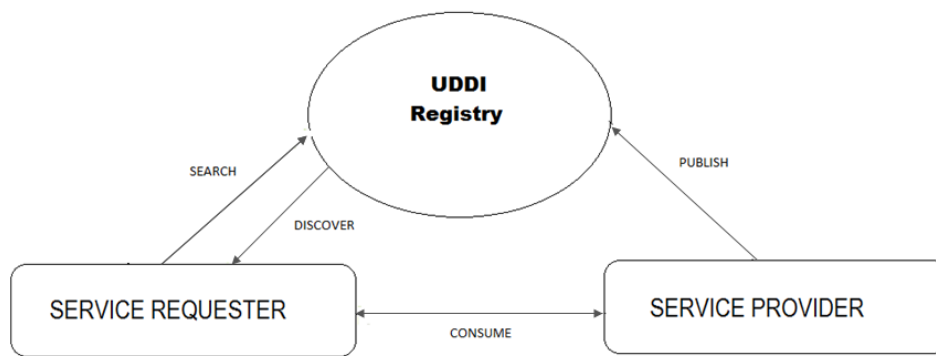 UDDI
Registry
SEARCH
PUBLISH
DISCOVER
SERVICE REQUESTER
SERVICE PROVIDER
CONSUME